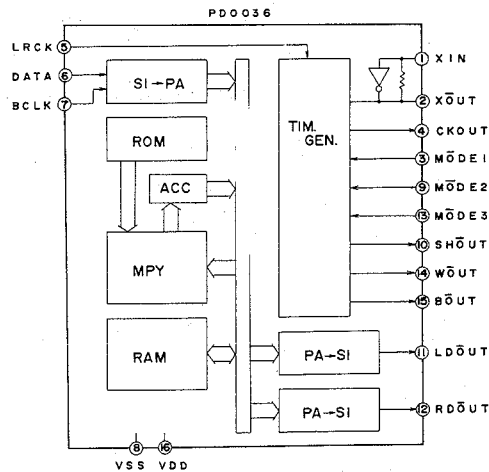 PD0036
LRCK 5
DATA 6
BCLK 7
SI→PA
ROM
ACC
MPY
RAM
TIM.
GEN.
PA→SI
PA→SI
1 XIN
2 XOUT
4 CKOUT
3 MODE1
9 MODE2
13 MODE3
10 SHOUT
14 WOUT
15 BOUT
11 LDOUT
12 RDOUT
8 16
VSS VDD